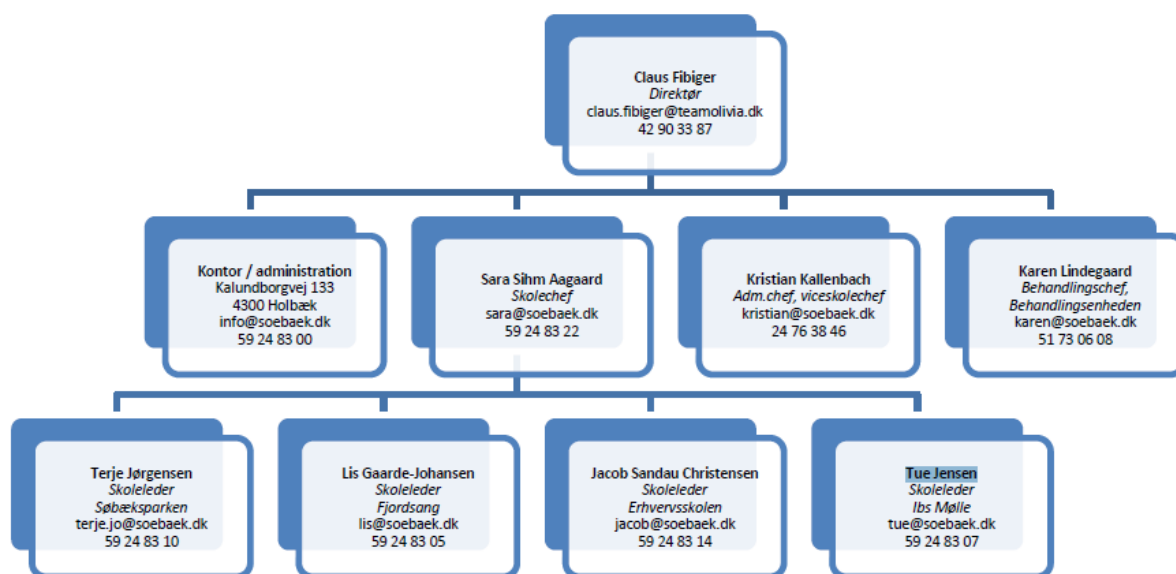 Claus Fibiger
Direktør
claus.fibiger@teamolivia.dk
42 90 33 87
Kontor / administration
Kalundborgvej 133
4300 Holbæk
info@soebaek.dk
59 24 83 00
Sara Sihm Aagaard
Skolechef
sara@soebaek.dk
59 24 83 22
Kristian Kallenbach
Adm.chef, viceskolechef
kristian@soebaek.dk
24 76 38 46
Karen Lindegaard
Behandlingschef,
Behandlingsenheden
karen@soebaek.dk
51 73 06 08
Terje Jørgensen
Skoleleder
Søbæksparken
terje.jo@soebaek.dk
59 24 83 10
Lis Gaarde-Johansen
Skoleleder
Fjordsang
lis@soebaek.dk
59 24 83 05
Jacob Sandau Christensen
Skoleleder
Erhvervsskolen
jacob@soebaek.dk
59 24 83 14
Tue Jensen
Skoleleder
Ibs Mølle
tue@soebaek.dk
59 24 83 07